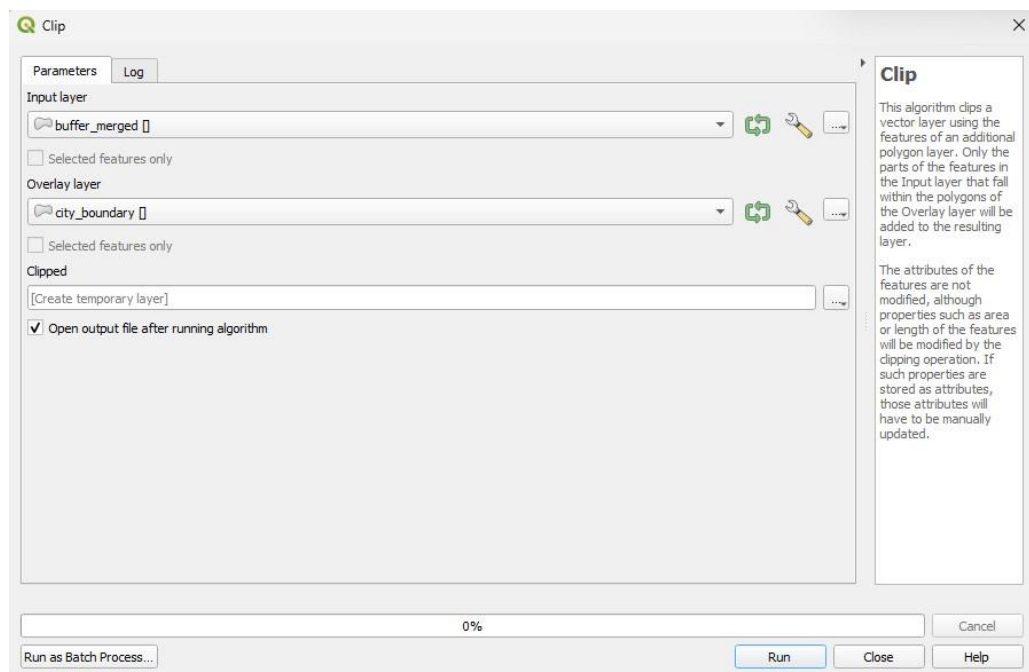 Clip
Parameters
Log
Input layer
buffer_merged []
...
Selected features only
Overlay layer
city_boundary []
...
Selected features only
Clipped
[Create temporary layer]
...
Open output file after running algorithm
Clip
This algorithm clips a
vector layer using the
features of an additional
polygon layer. Only the
parts of the features in
the Input layer that fall
within the polygons of
the Overlay layer will be
added to the resulting
layer.
The attributes of the
features are not
modified, although
properties such as area
or length of the features
will be modified by the
clipping operation. If
such properties are
stored as attributes,
those attributes will
have to be manually
updated.
0%
Cancel
Run as Batch Process...
Run
Close
Help